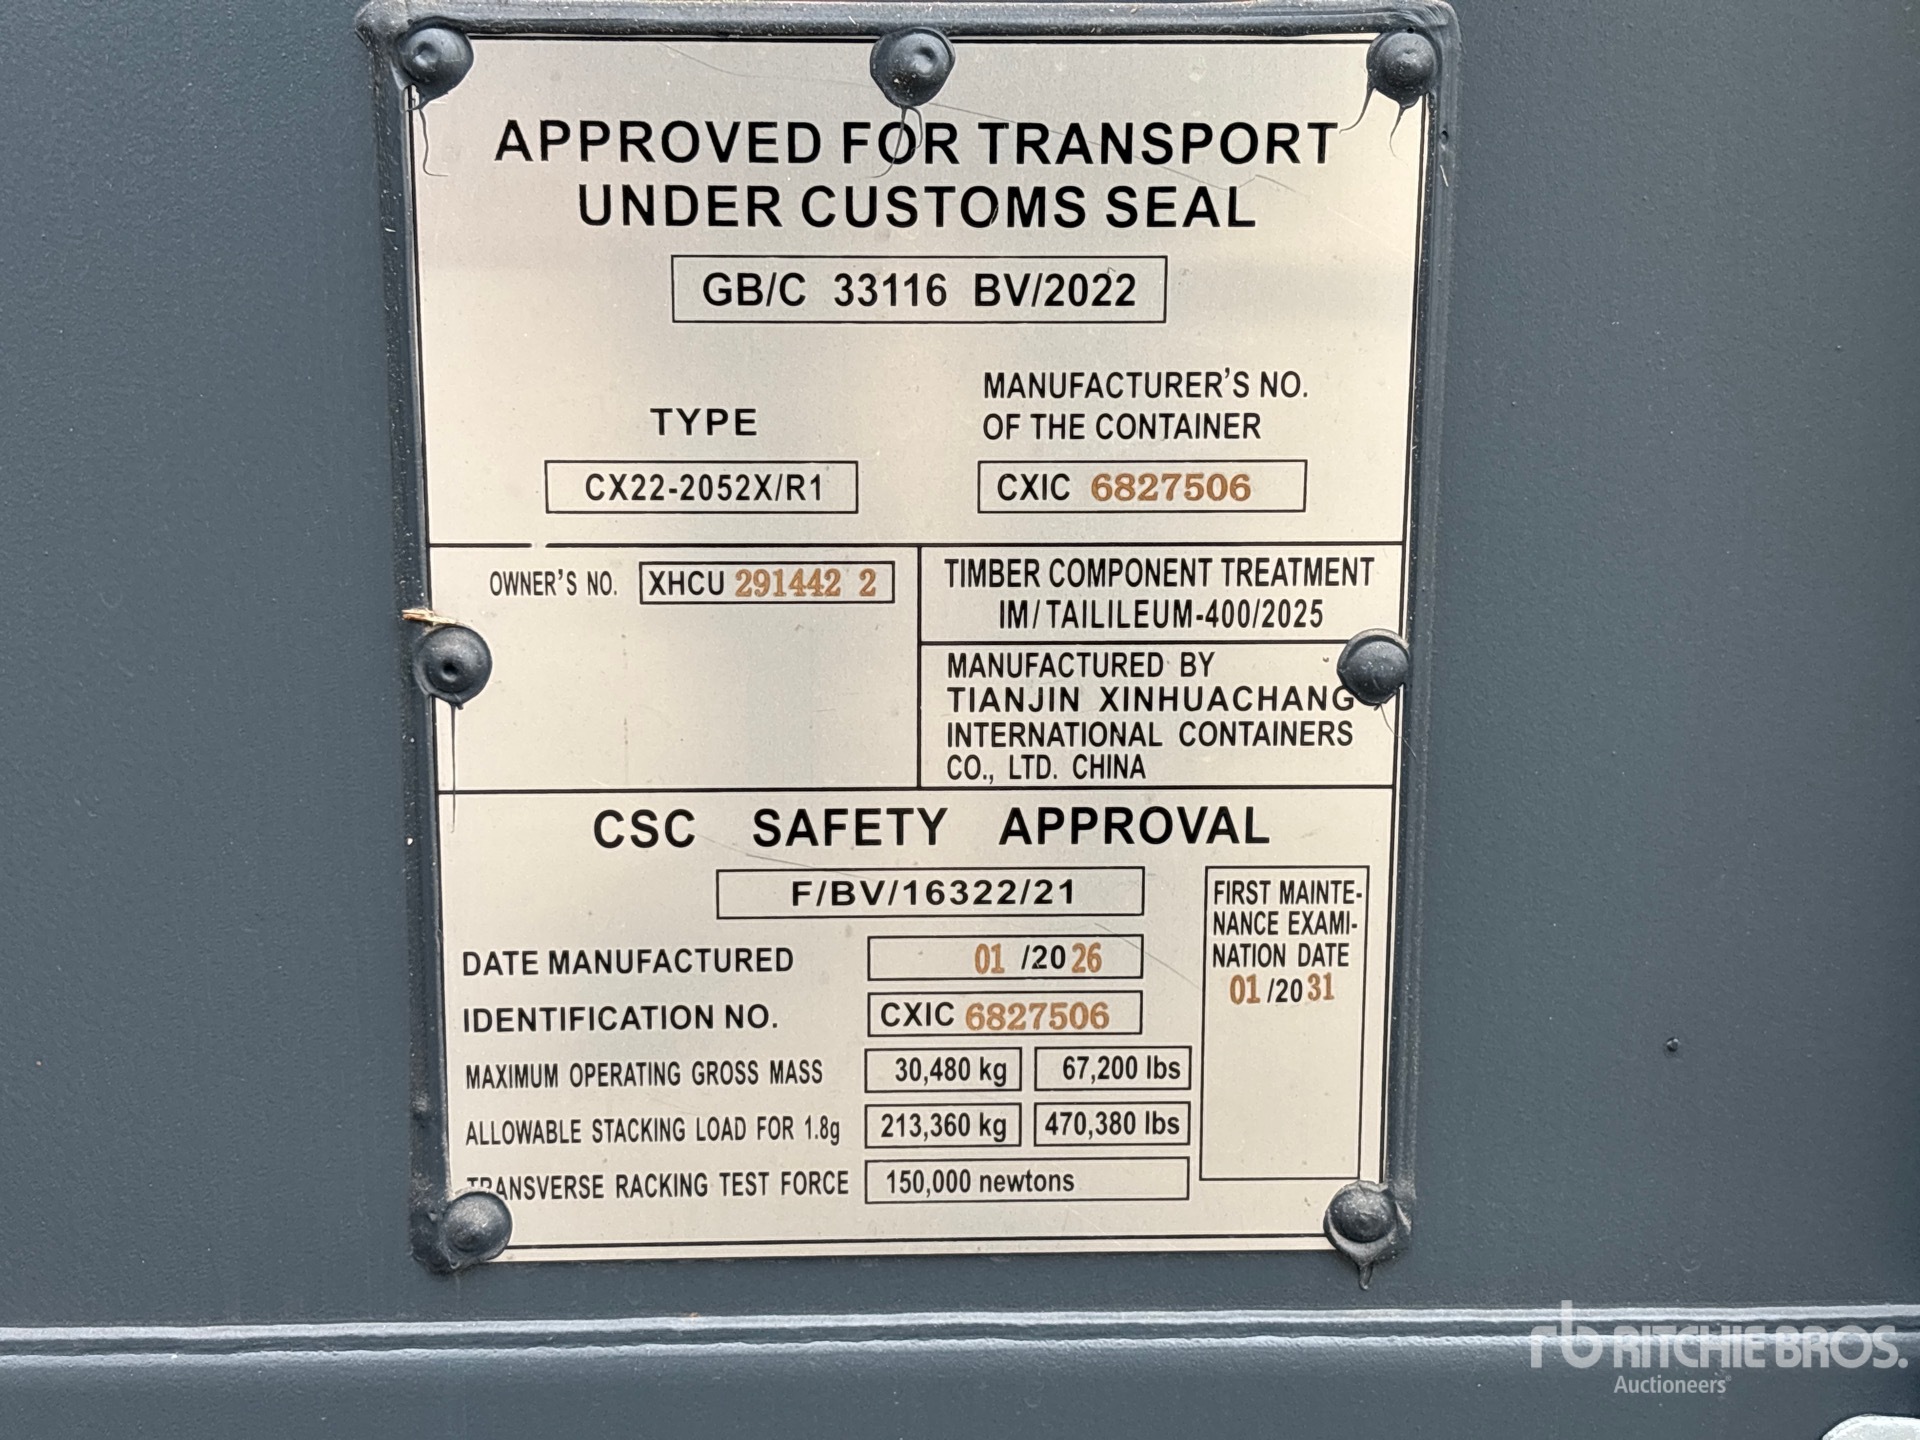 APPROVED FOR TRANSPORT
UNDER CUSTOMS SEAL
GB/C 33116 BV/2022
TYPE
CX22-2052X/R1
MANUFACTURER'S NO.
OF THE CONTAINER
CXIC 6827506
OWNER'S NO. XHCU 291442 2
TIMBER COMPONENT TREATMENT
IM/TAILILEUM-400/2025
MANUFACTURED BY
TIANJIN XINHUACHANG
INTERNATIONAL CONTAINERS
CO., LTD. CHINA
CSC SAFETY APPROVAL
F/BV/16322/21
DATE MANUFACTURED 01/2026
IDENTIFICATION NO. CXIC 6827506
MAXIMUM OPERATING GROSS MASS 30,480 kg 67,200 lbs
ALLOWABLE STACKING LOAD FOR 1.8g 213,360 kg 470,380 lbs
TRANSVERSE RACKING TEST FORCE 150,000 newtons
FIRST MAINTE-
NANCE EXAMI-
NATION DATE
01/2031
rb RITCHIE BROS.
Auctioneers